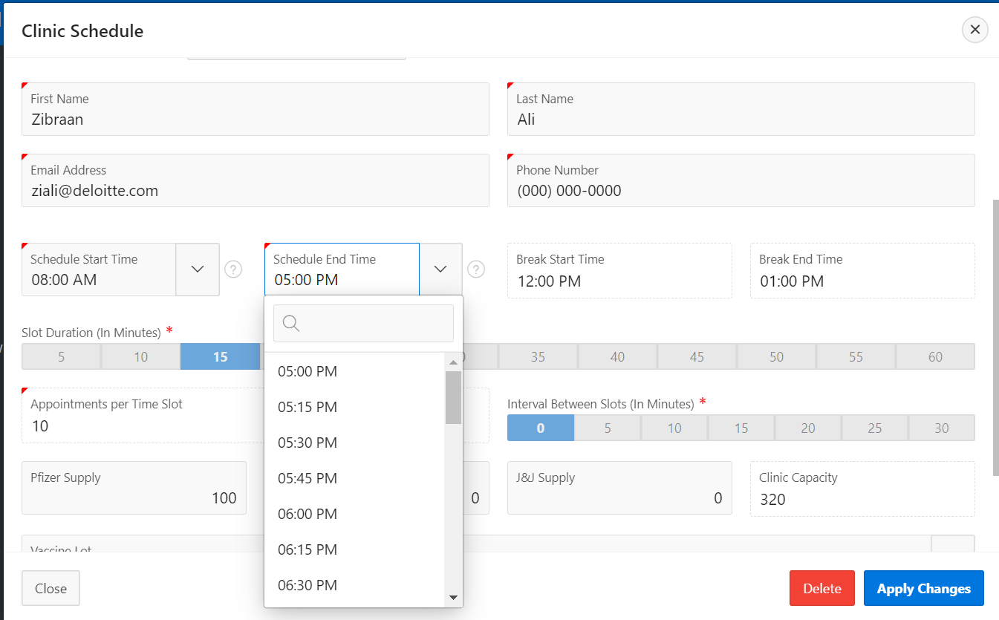 Clinic Schedule
First Name
Zibraan
Last Name
Ali
Email Address
ziali@deloitte.com
Phone Number
(000) 000-0000
Schedule Start Time
08:00 AM
?
Schedule End Time
05:00 PM
?
Break Start Time
12:00 PM
Break End Time
01:00 PM
Slot Duration (In Minutes) *
5 10 15 35 40 45 50 55 60
05:00 PM
05:15 PM
05:30 PM
05:45 PM
06:00 PM
06:15 PM
06:30 PM
Appointments per Time Slot
10
Interval Between Slots (In Minutes) *
0 5 10 15 20 25 30
Pfizer Supply
100
0
J&J Supply
0
Clinic Capacity
320
Vaccine Lot
Close
Delete
Apply Changes